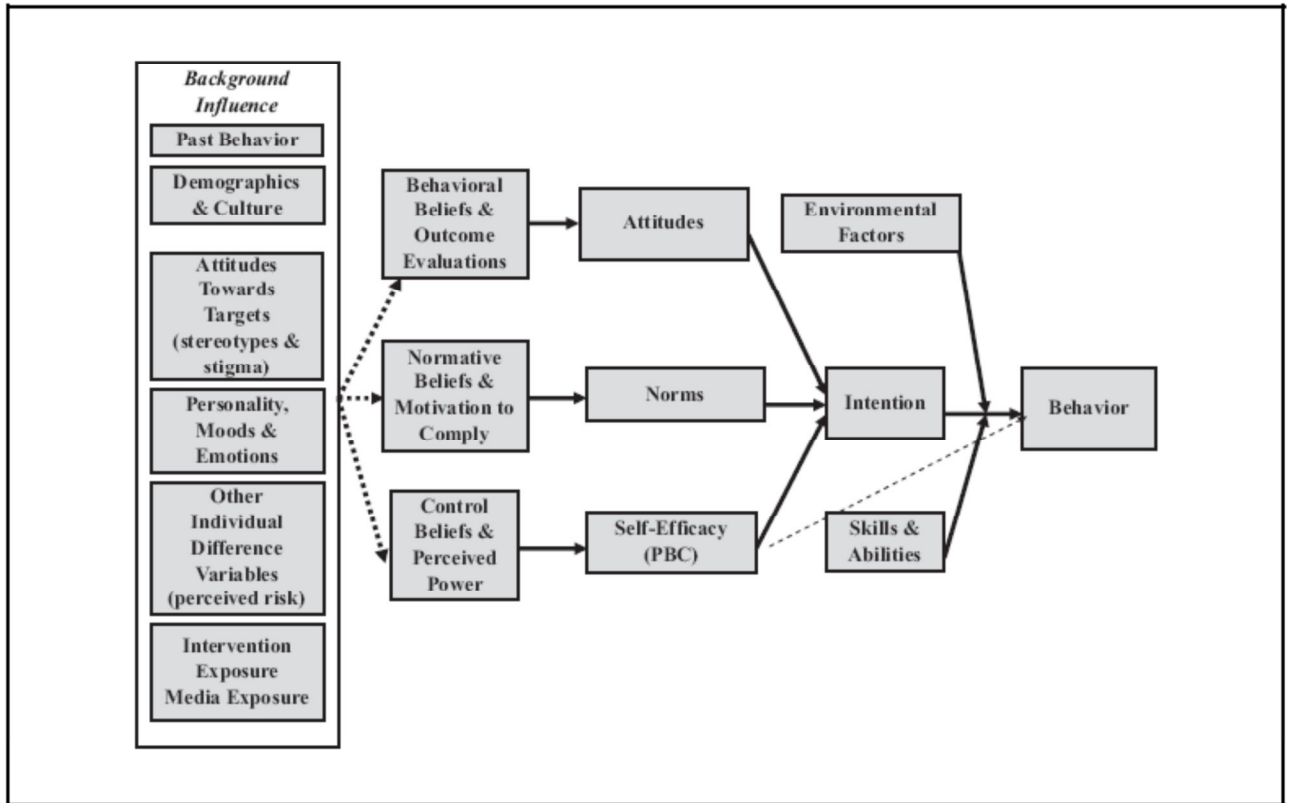 Background
Influence
Past Behavior
Demographics
& Culture
Attitudes
Towards
Targets
(stereotypes &
stigma)
Personality,
Moods &
Emotions
Other
Individual
Difference
Variables
(perceived risk)
Intervention
Exposure
Media Exposure
Behavioral
Beliefs &
Outcome
Evaluations
Normative
Beliefs &
Motivation to
Comply
Control
Beliefs &
Perceived
Power
Attitudes
Norms
Self-Efficacy
(PBC)
Environmental
Factors
Intention
Skills &
Abilities
Behavior